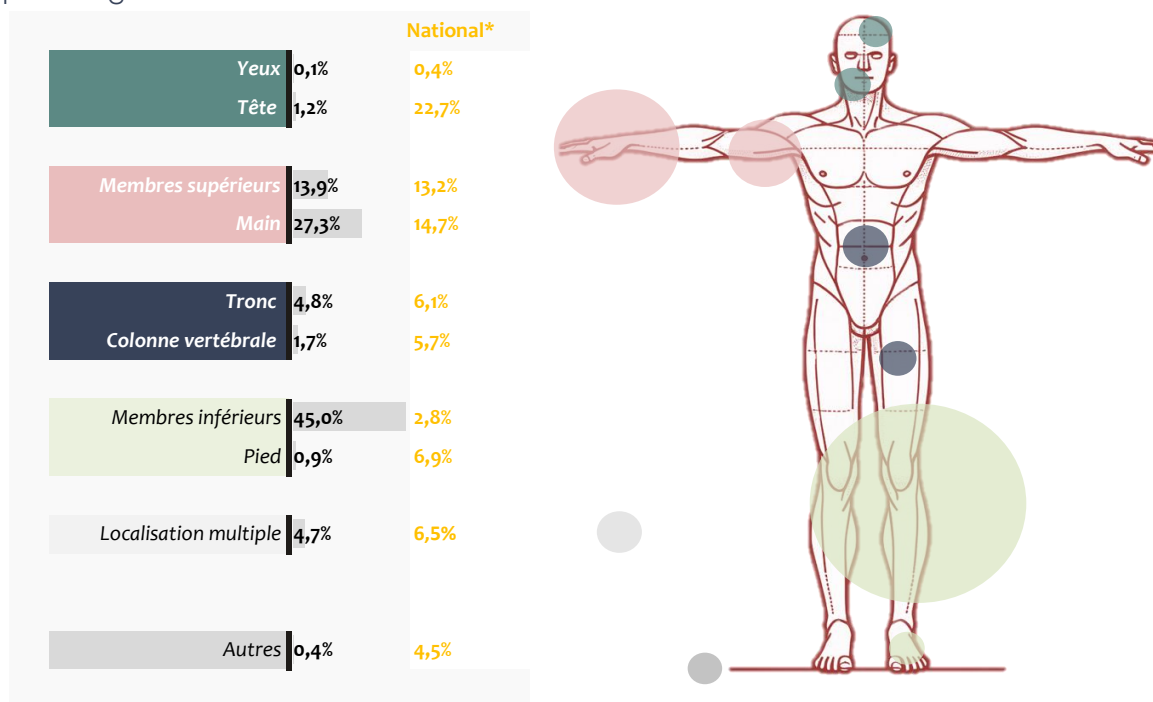 National*
Yeux 0,1% 0,4%
Tête 1,2% 22,7%
Membres supérieurs 13,9% 13,2%
Main 27,3% 14,7%
Tronc 4,8% 6,1%
Colonne vertébrale 1,7% 5,7%
Membres inférieurs 45,0% 2,8%
Pied 0,9% 6,9%
Localisation multiple 4,7% 6,5%
Autres 0,4% 4,5%